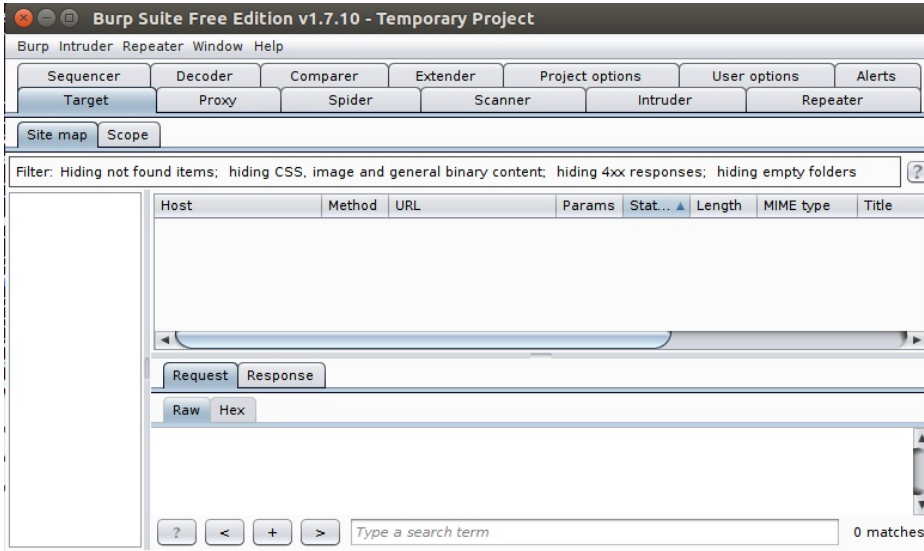 Burp Suite Free Edition v1.7.10 - Temporary Project
Burp Intruder Repeater Window Help
Sequencer Decoder Comparer Extender Project options User options Alerts
Target Proxy Spider Scanner Intruder Repeater
Site map Scope
Filter: Hiding not found items; hiding CSS, image and general binary content; hiding 4xx responses; hiding empty folders ?
Host Method URL Params Stat... Length MIME type Title
Request Response
Raw Hex
? < + > Type a search term 0 matches